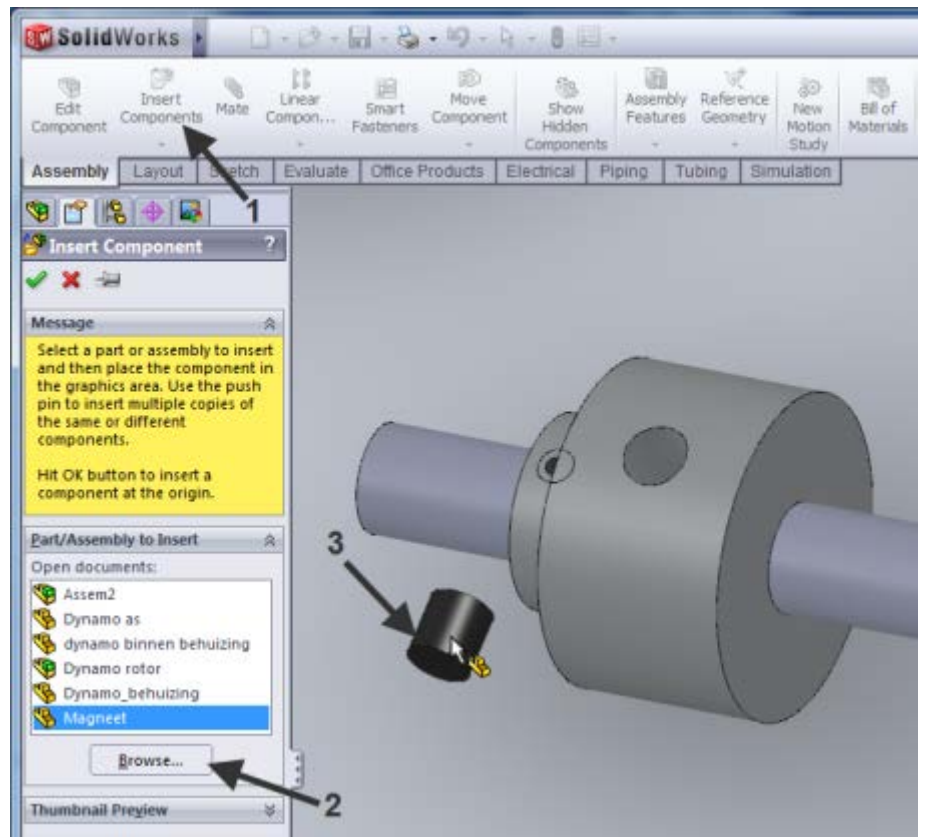 SolidWorks
Edit Component
Insert Components
Mate
Linear Compon...
Smart Fasteners
Move Component
Show Hidden Components
Assembly Features
Reference Geometry
New Motion Study
Bill of Materials
Assembly Layout Sketch Evaluate Office Products Electrical Piping Tubing Simulation
1
Insert Component ?
Message
Select a part or assembly to insert
and then place the component in
the graphics area. Use the push
pin to insert multiple copies of
the same or different
components.
Hit OK button to insert a
component at the origin.
Part/Assembly to Insert
Open documents:
Assem2
Dynamo as
dynamo binnen behuizing
Dynamo rotor
Dynamo_behuizing
Magneet
Browse...
Thumbnail Preview
2
3